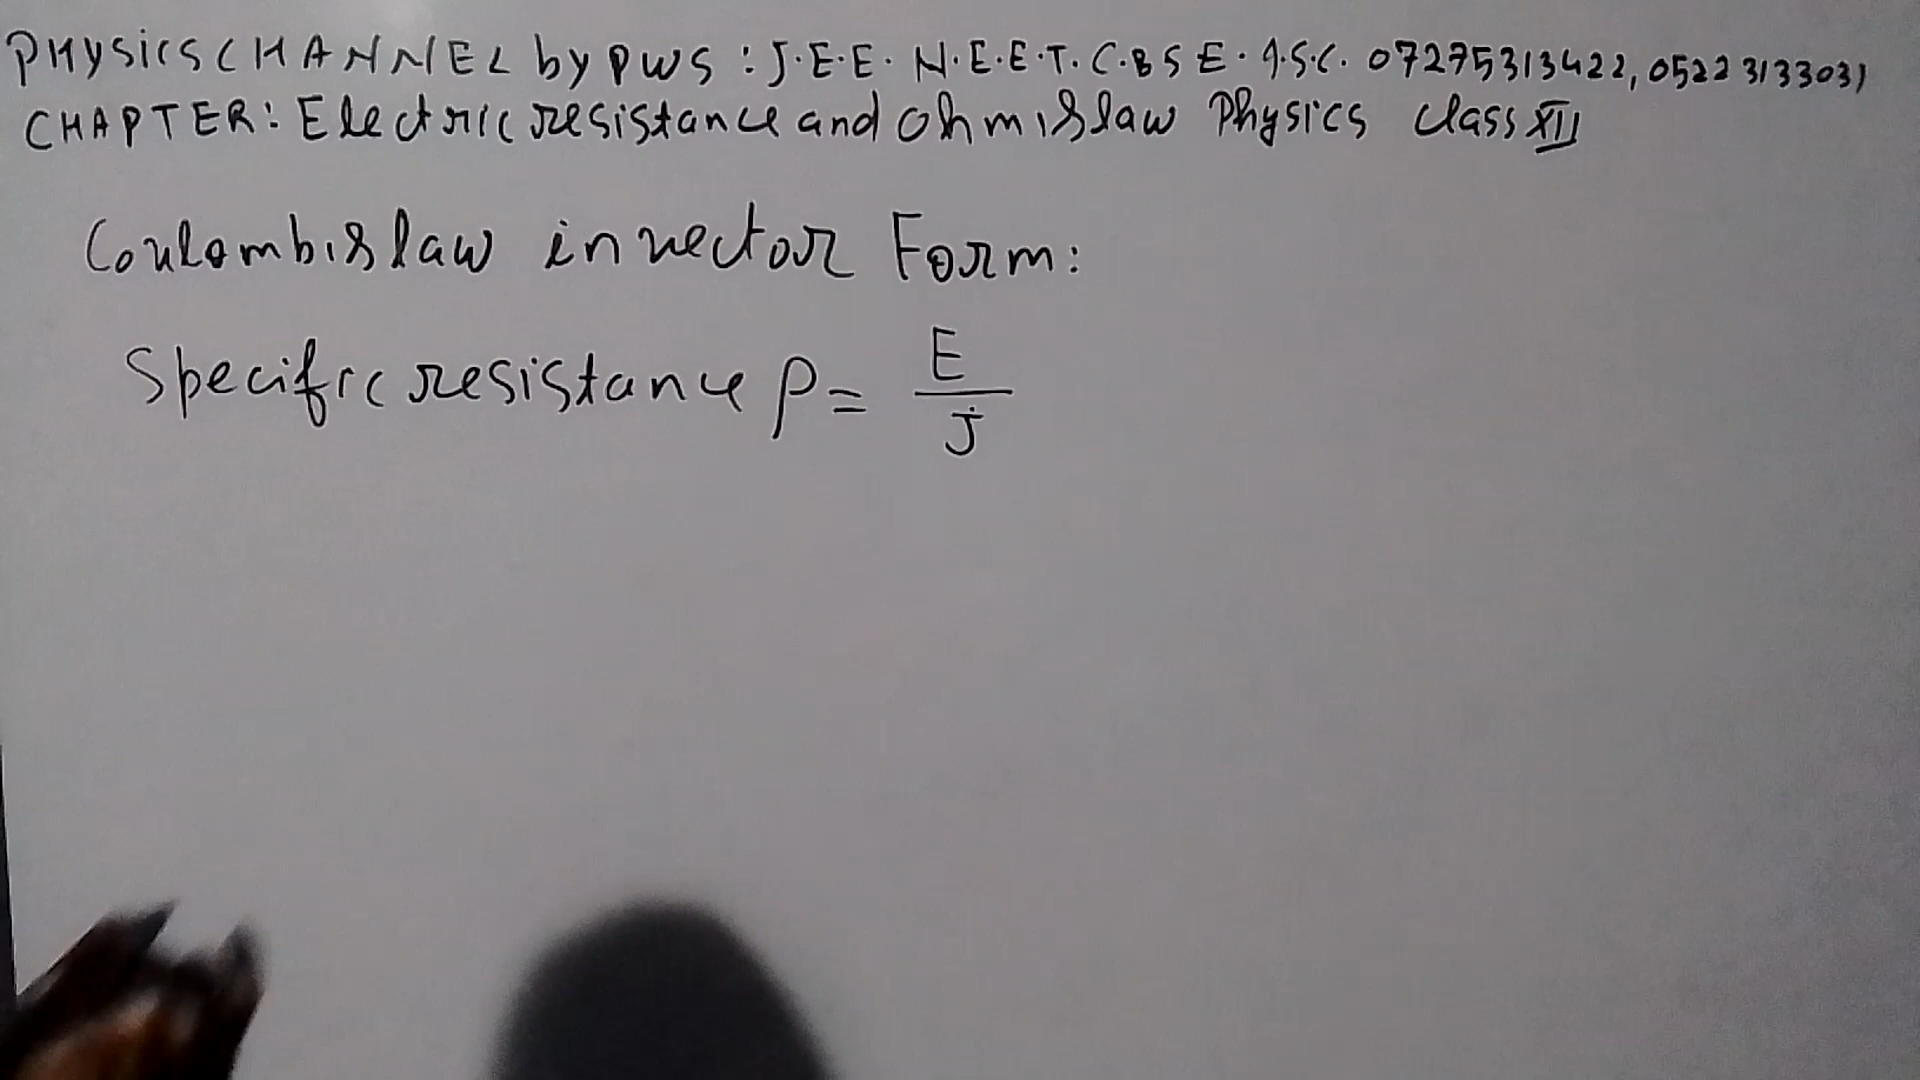 PHYSICS CHANNEL by PWS : J.E.E. N.E.E.T. C.B.S.E. I.S.C. 07275313422, 05223133031
CHAPTER: Electric resistance and ohm's law Physics class XII
Coulomb's law in vector Form:
Specific resistance ρ = E/j